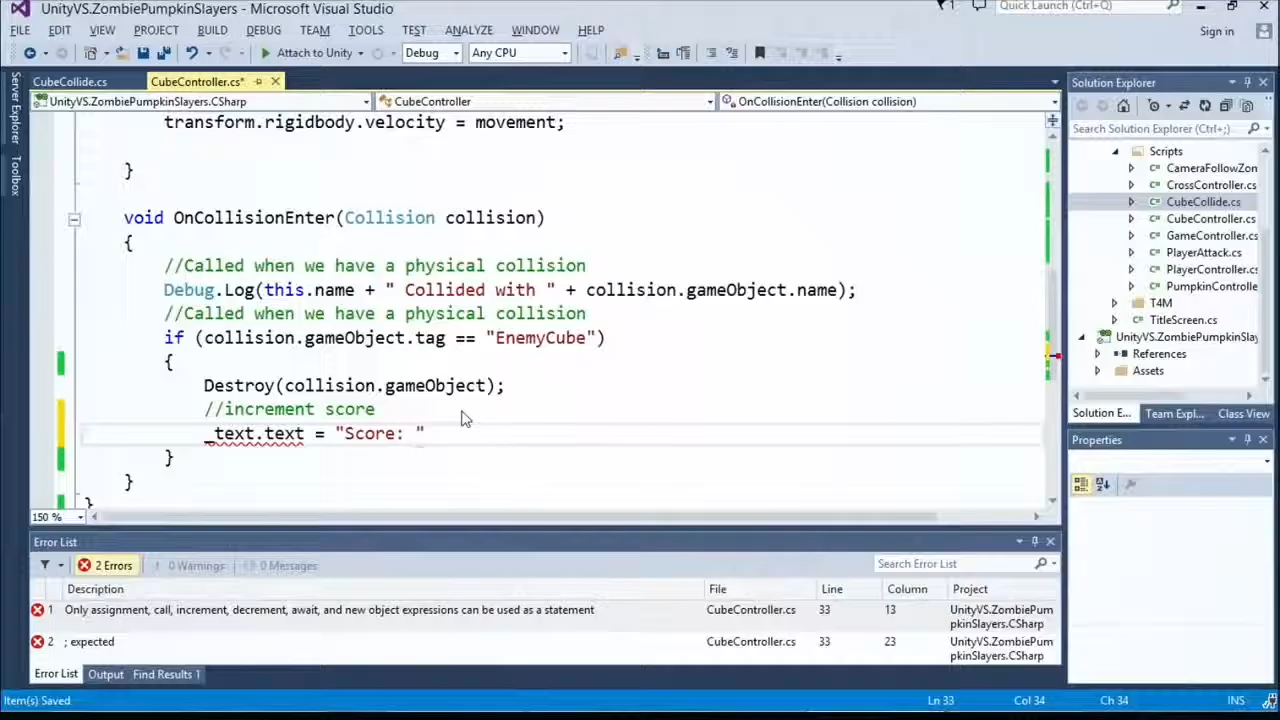 UnityVS.ZombiePumpkinSlayers - Microsoft Visual Studio
Quick Launch (Ctrl+Q)
FILE EDIT VIEW PROJECT BUILD DEBUG TEAM TOOLS TEST ANALYZE WINDOW HELP
Sign in
Attach to Unity Debug Any CPU
Server Explorer
Toolbox
CubeCollide.cs CubeController.cs*
UnityVS.ZombiePumpkinSlayers.CSharp CubeController OnCollisionEnter(Collision collision)
transform.rigidbody.velocity = movement;
}
void OnCollisionEnter(Collision collision)
{
//Called when we have a physical collision
Debug.Log(this.name + " Collided with " + collision.gameObject.name);
//Called when we have a physical collision
if (collision.gameObject.tag == "EnemyCube")
{
Destroy(collision.gameObject);
//increment score
_text.text = "Score: "
}
}
}
150 %
Solution Explorer
Search Solution Explorer (Ctrl+;)
Scripts
CameraFollowZon
CrossController.cs
CubeCollide.cs
CubeController.cs
GameController.cs
PlayerAttack.cs
PlayerController.cs
PumpkinControlle
T4M
TitleScreen.cs
UnityVS.ZombiePumpkinSlay
References
Assets
Solution E... Team Expl... Class View
Properties
Error List
2 Errors 0 Warnings 0 Messages
Search Error List
Description File Line Column Project
1 Only assignment, call, increment, decrement, await, and new object expressions can be used as a statement CubeController.cs 33 13 UnityVS.ZombiePum
pkinSlayers.CSharp
2 ; expected CubeController.cs 33 23 UnityVS.ZombiePum
pkinSlayers.CSharp
Error List Output Find Results 1
Item(s) Saved Ln 33 Col 34 Ch 34 INS